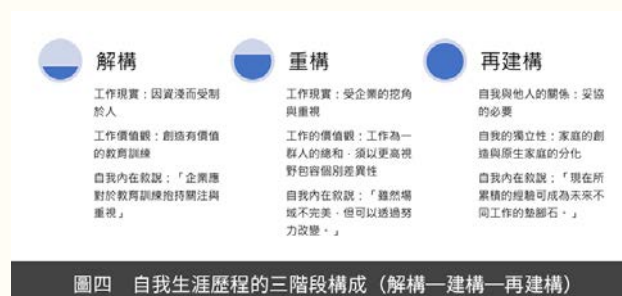 解構
工作現實：因資淺而受制
於人
工作價值觀：創造有價值
的教育訓練
自我內在敘說：「企業應
對於教育訓練抱持關注與
重視」
重構
工作現實：受企業的挖角
與重視
工作的價值觀：工作為一
群人的總和，須以更高視
野包容個別差異性
自我內在敘說：「雖然場
域不完美，但可以透過努
力改變。」
再建構
自我與他人的關係：妥協
的必要
自我的獨立性：家庭的創
造與原生家庭的分化
自我內在敘說：「現在所
累積的經驗可成為未來不
同工作的墊腳石。」
圖四 自我生涯歷程的三階段構成（解構—建構—再建構）